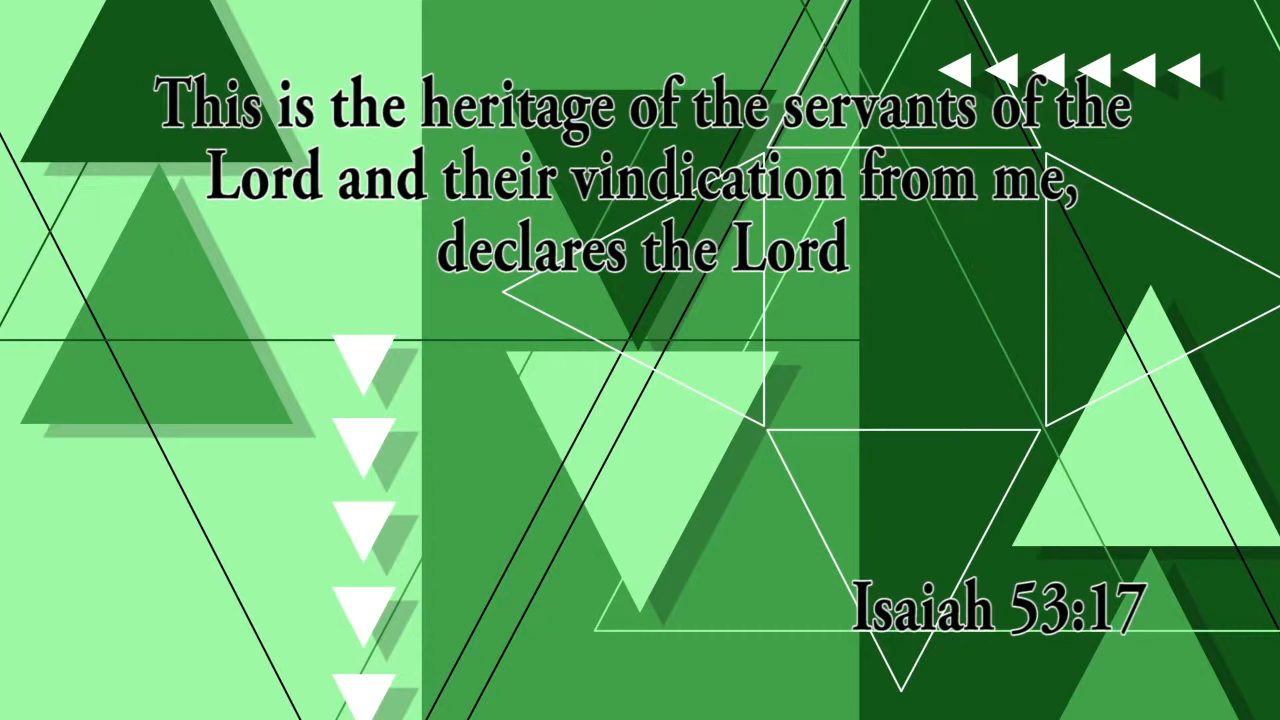 This is the heritage of the servants of the
Lord and their vindication from me,
declares the Lord
Isaiah 53:17